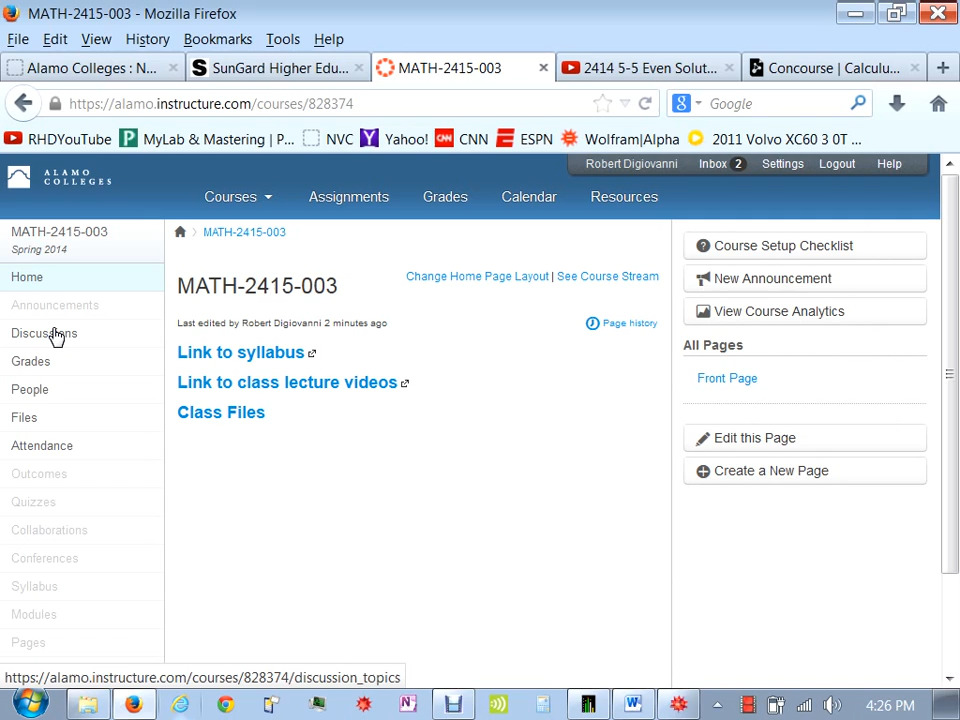 MATH-2415-003 - Mozilla Firefox
File Edit View History Bookmarks Tools Help
Alamo Colleges : N... SunGard Higher Edu... MATH-2415-003 2414 5-5 Even Solut... Concourse | Calculu...
https://alamo.instructure.com/courses/828374 Google
RHDYouTube MyLab & Mastering | P... NVC Yahoo! CNN ESPN Wolfram|Alpha 2011 Volvo XC60 3 0T ...
Robert Digiovanni Inbox 2 Settings Logout Help
ALAMO
COLLEGES
Courses Assignments Grades Calendar Resources
MATH-2415-003
Spring 2014
Home
Announcements
Discussions
Grades
People
Files
Attendance
Outcomes
Quizzes
Collaborations
Conferences
Syllabus
Modules
Pages
MATH-2415-003
MATH-2415-003
Change Home Page Layout | See Course Stream
Last edited by Robert Digiovanni 2 minutes ago
Page history
Link to syllabus
Link to class lecture videos
Class Files
Course Setup Checklist
New Announcement
View Course Analytics
All Pages
Front Page
Edit this Page
Create a New Page
https://alamo.instructure.com/courses/828374/discussion_topics
4:26 PM